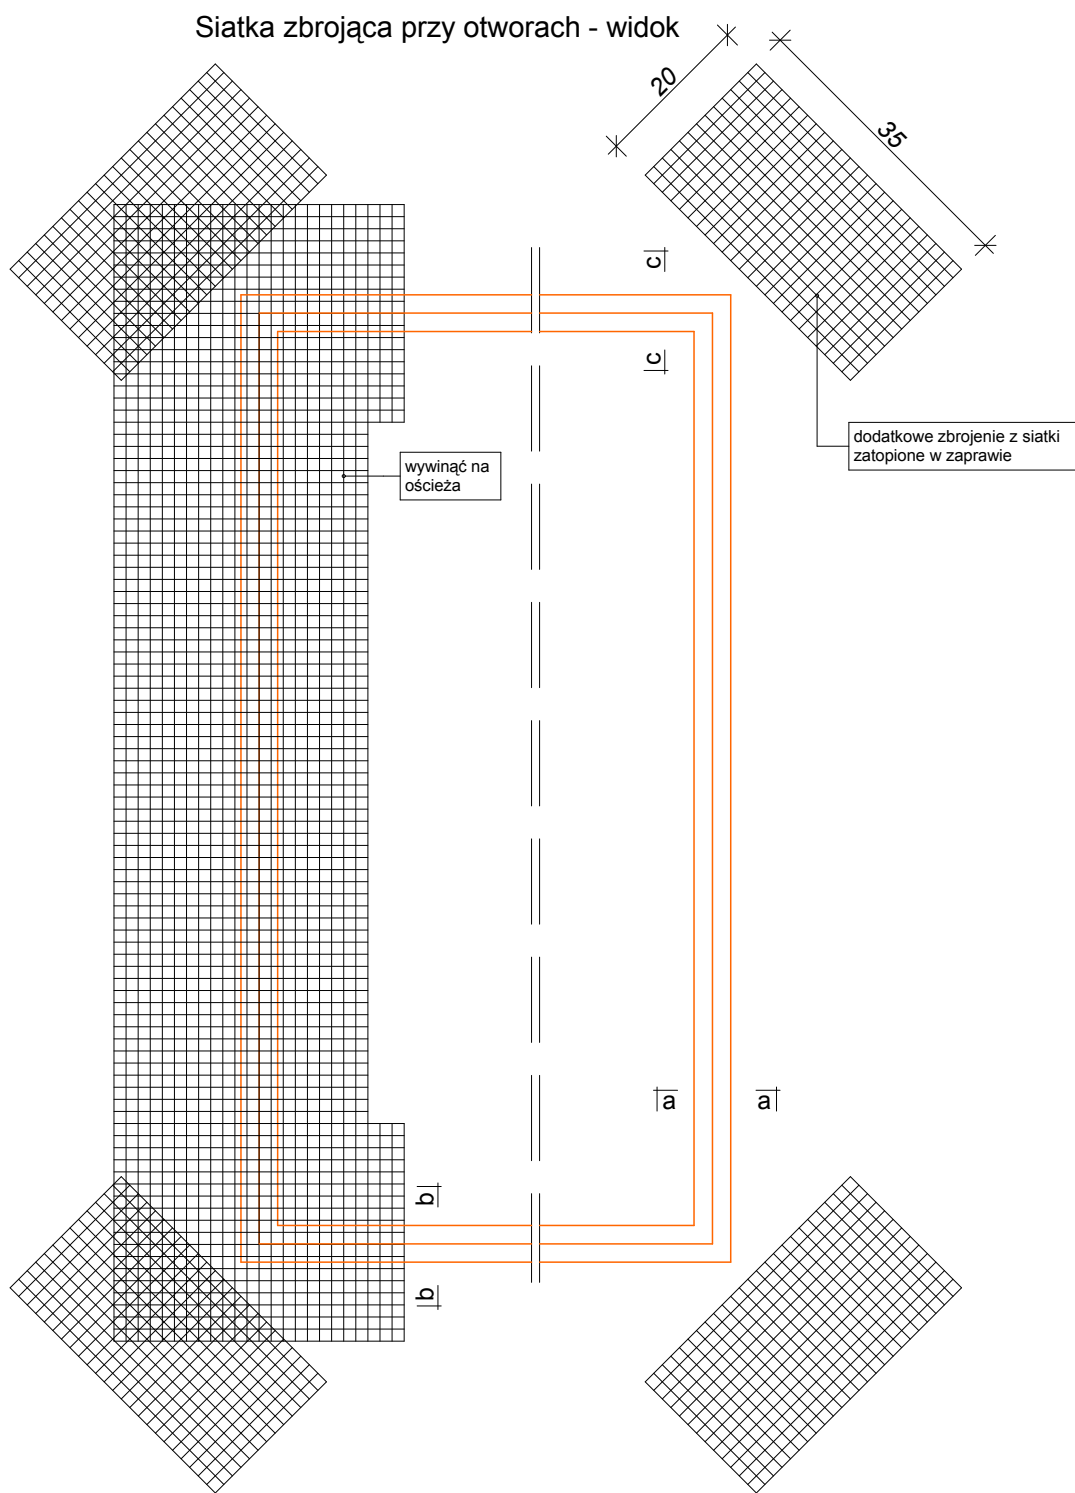 Siatka zbrojąca przy otworach - widok
20
35
c
c
dodatkowe zbrojenie z siatki
zatopione w zaprawie
wywinąć na
ościeża
a
a
b
b